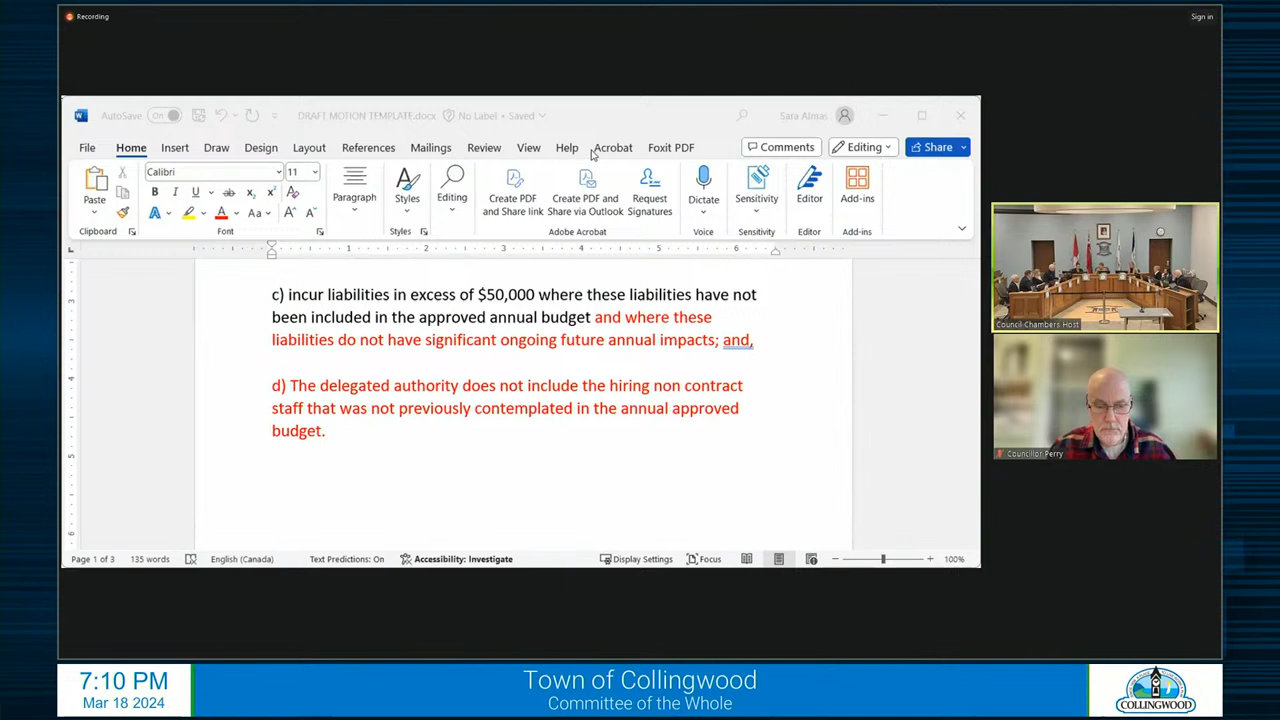 Recording
Sign in
AutoSave On
DRAFT MOTION TEMPLATE.docx
No Label • Saved
Sara Almas
File Home Insert Draw Design Layout References Mailings Review View Help Acrobat Foxit PDF
Comments Editing Share
Paste
Clipboard
Calibri 11
Font
Paragraph
Styles
Styles
Editing
Create PDF and Share link
Create PDF and Share via Outlook
Request Signatures
Adobe Acrobat
Dictate
Voice
Sensitivity
Sensitivity
Editor
Editor
Add-ins
Add-ins
1 2 3 4 5 6
c) incur liabilities in excess of $50,000 where these liabilities have not
been included in the approved annual budget and where these
liabilities do not have significant ongoing future annual impacts; and,
d) The delegated authority does not include the hiring non contract
staff that was not previously contemplated in the annual approved
budget.
Page 1 of 3 135 words English (Canada) Text Predictions: On Accessibility: Investigate Display Settings Focus 100%
Council Chambers Host
Councillor Perry
7:10 PM
Mar 18 2024
Town of Collingwood
Committee of the Whole
COLLINGWOOD